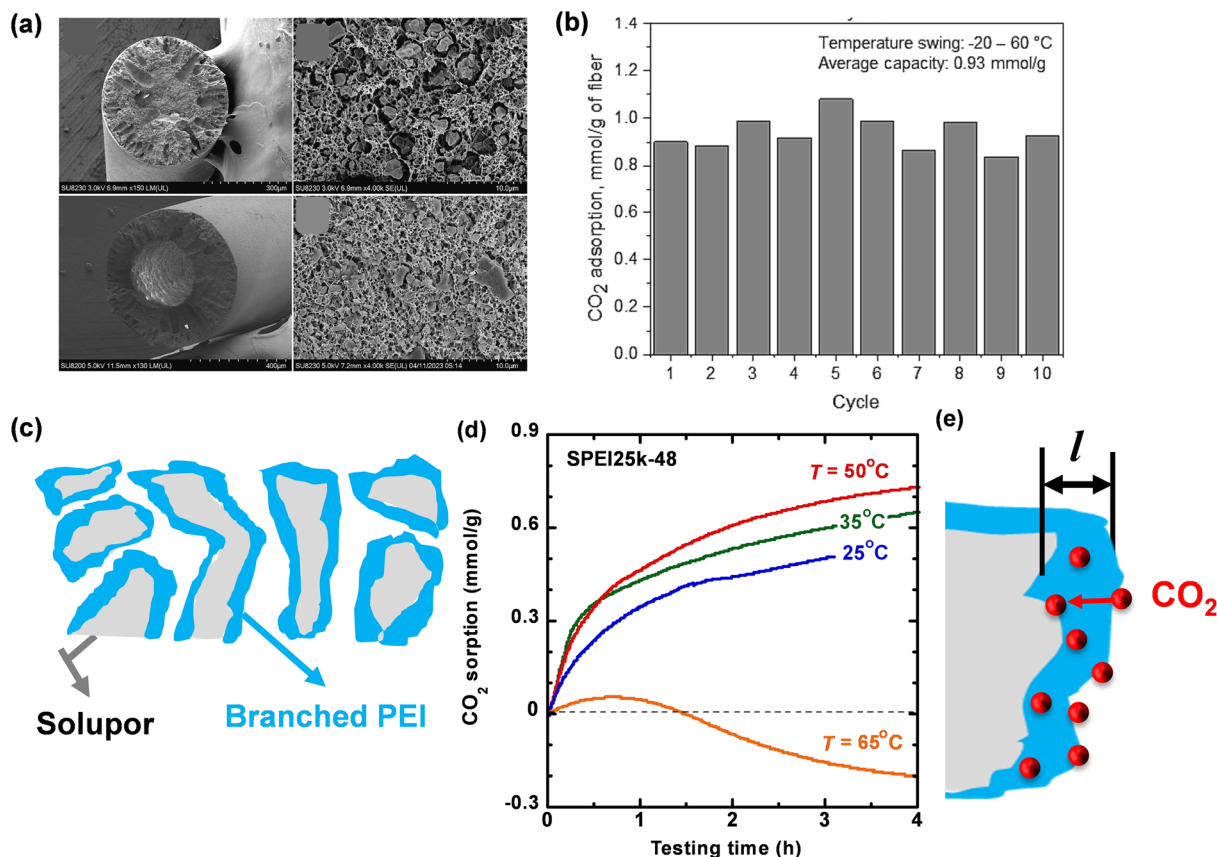 (a)
SU8230 3.0kV 6.9mm x150 LM(UL) 300µm
SU8230 3.0kV 6.9mm x4.00k SE(UL) 10.0µm
SU8200 5.0kV 11.5mm x130 LM(UL) 400µm
SU8230 5.0kV 7.2mm x4.00k SE(UL) 04/11/2023 05:14 10.0µm
(b)
Temperature swing: -20 – 60 °C
Average capacity: 0.93 mmol/g
CO2 adsorption, mmol/g of fiber
1.4
1.2
1.0
0.8
0.6
0.4
0.2
0.0
1 2 3 4 5 6 7 8 9 10
Cycle
(c)
Solupor
Branched PEI
(d)
SPEI25k-48
T = 50°C
35°C
25°C
T = 65°C
CO2 sorption (mmol/g)
0.9
0.6
0.3
0
-0.3
0 1 2 3 4
Testing time (h)
(e)
l
CO2